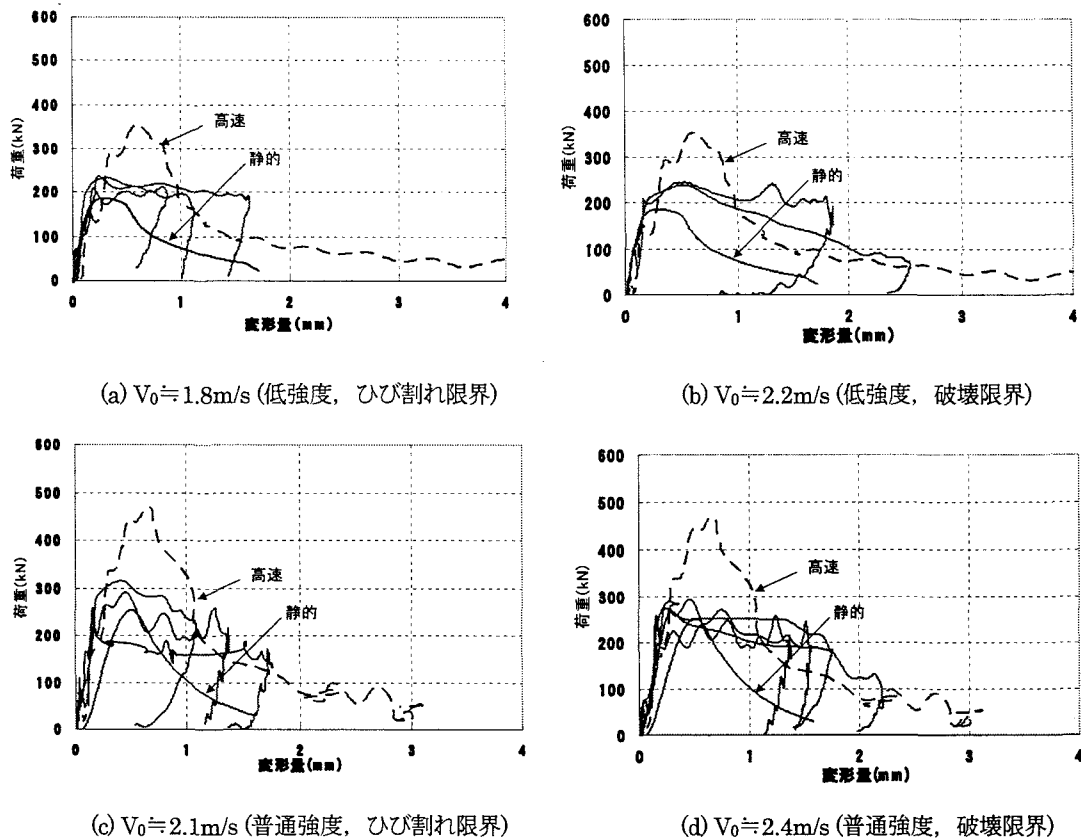 600
500
400
300
200
100
0
荷重(kN)
高速
静的
0 1 2 3 4
変形量(mm)
(a) V₀≒1.8m/s (低強度, ひび割れ限界)
600
500
400
300
200
100
0
荷重(kN)
高速
静的
0 1 2 3 4
変形量(mm)
(b) V₀≒2.2m/s (低強度, 破壊限界)
600
500
400
300
200
100
0
荷重(kN)
高速
静的
0 1 2 3 4
変形量(mm)
(c) V₀≒2.1m/s (普通強度, ひび割れ限界)
600
500
400
300
200
100
0
荷重(kN)
高速
静的
0 1 2 3 4
変形量(mm)
(d) V₀≒2.4m/s (普通強度, 破壊限界)